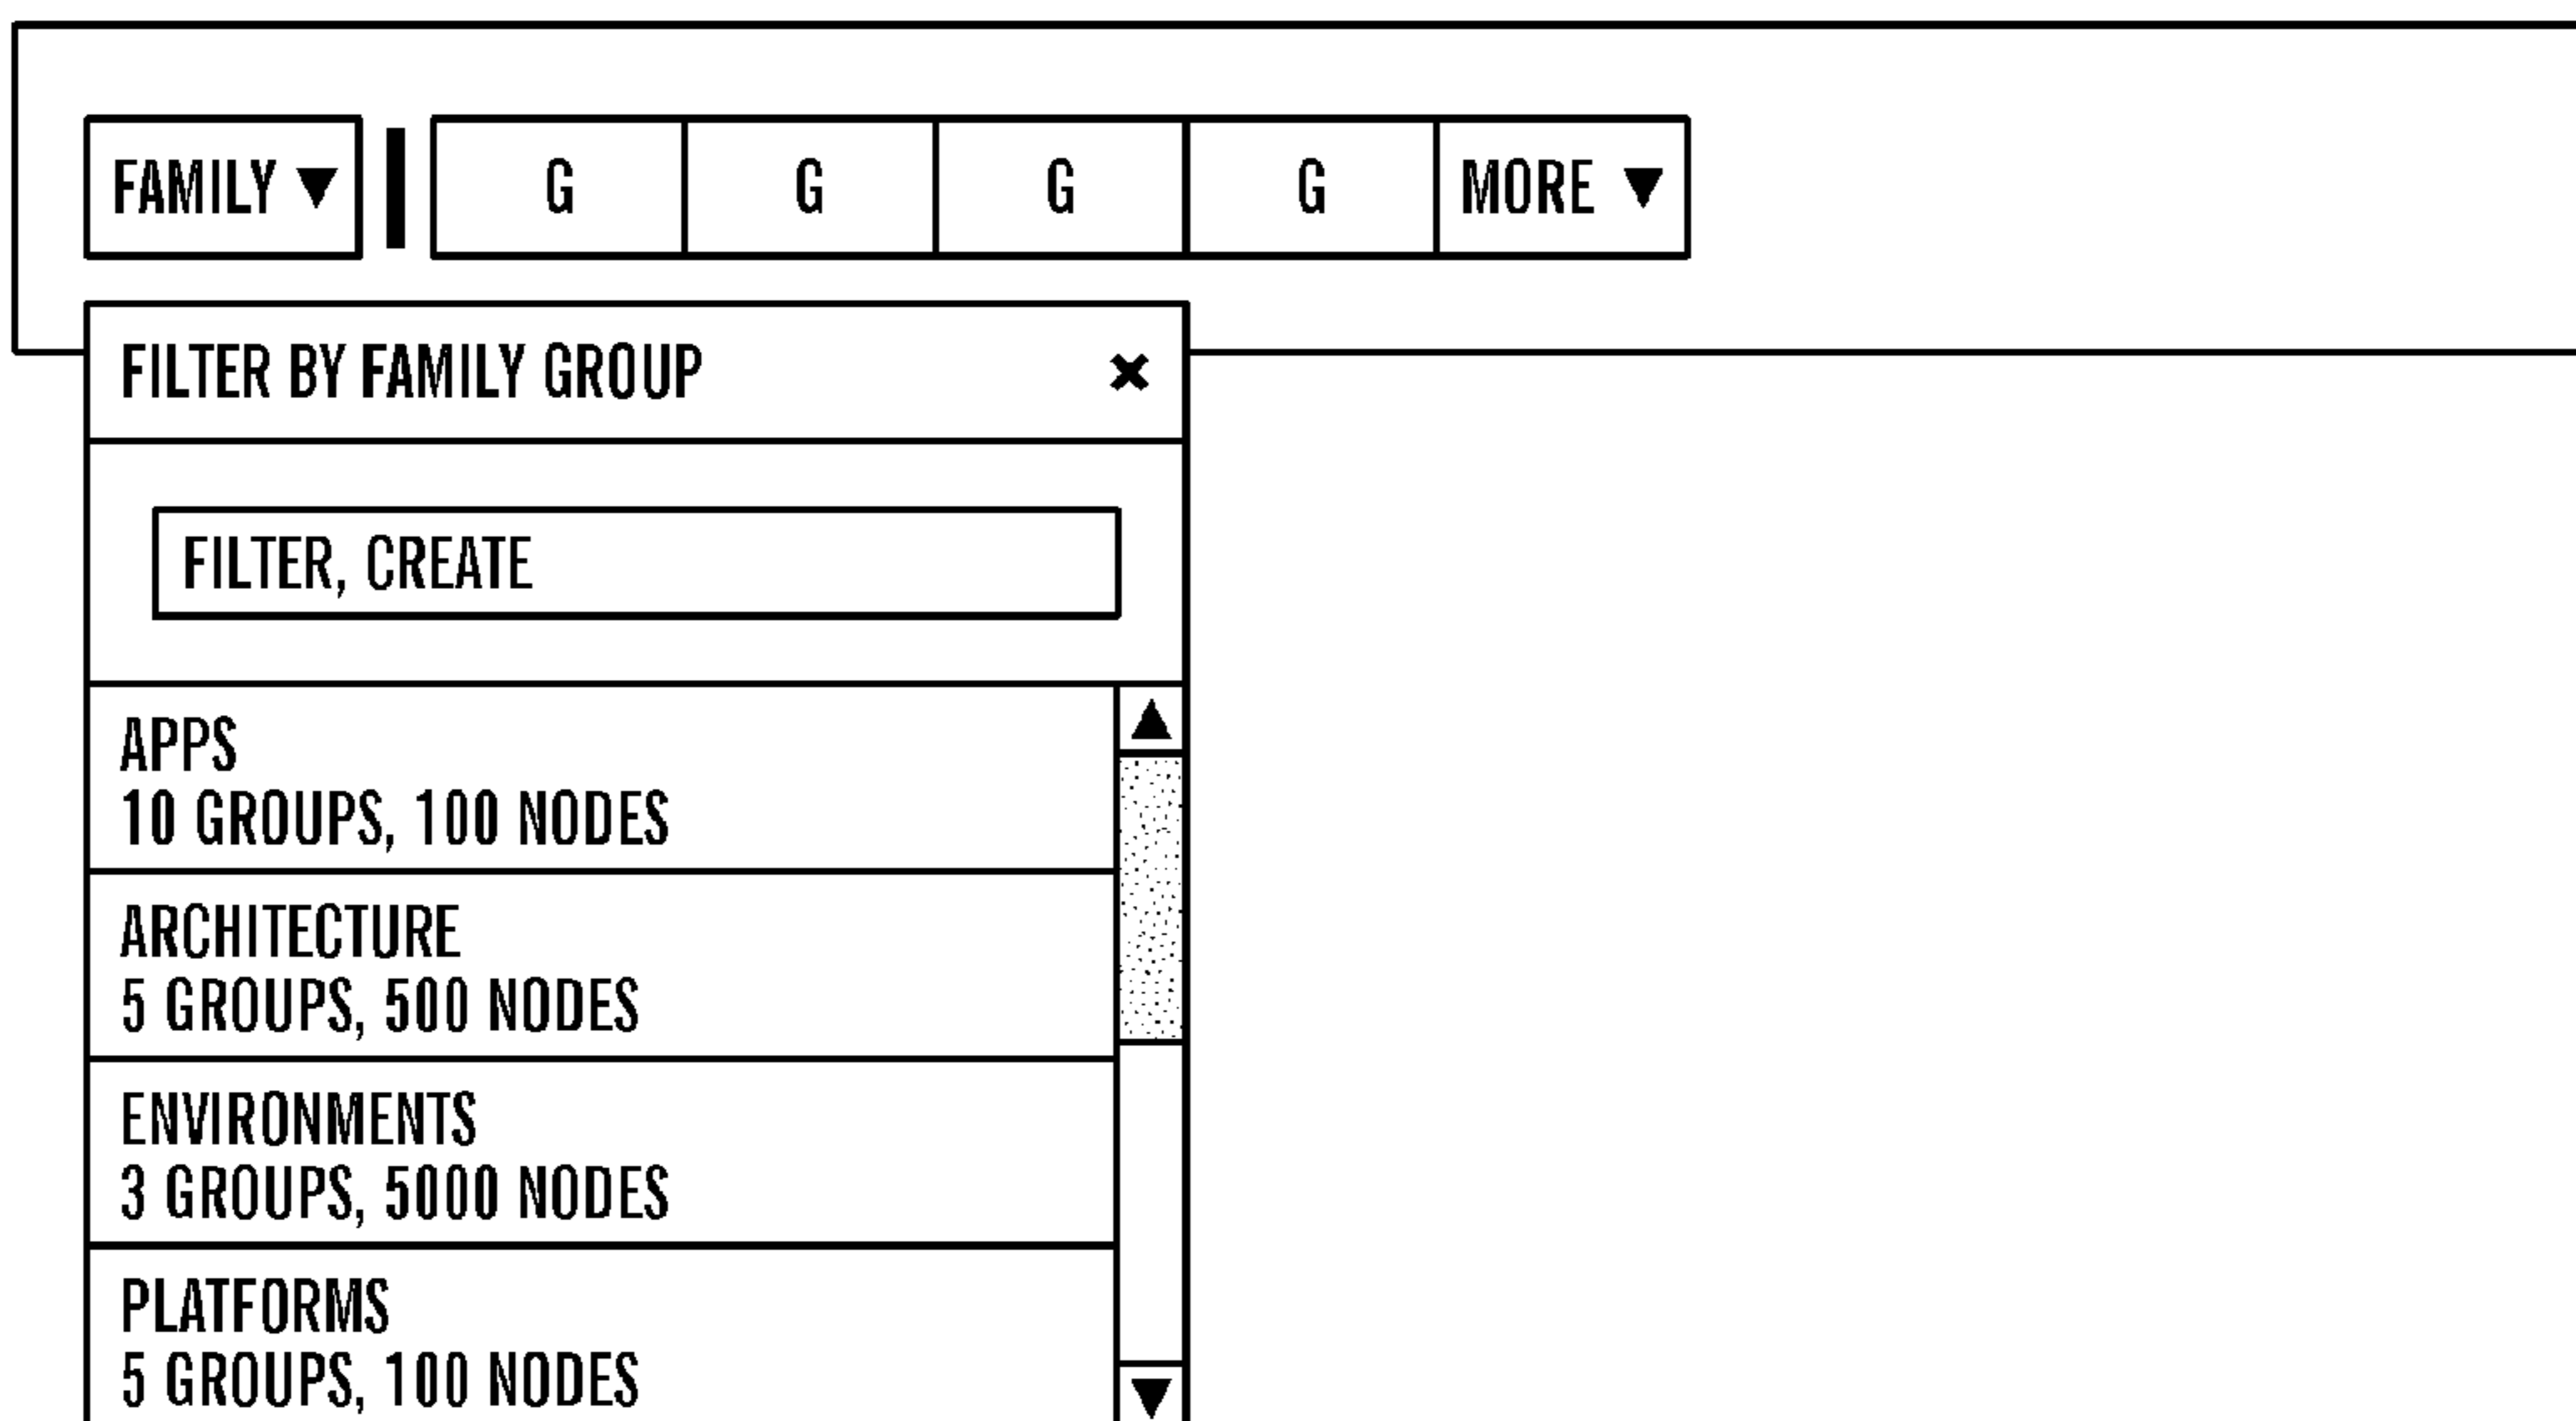 FAMILY ▼ G G G G MORE ▼
FILTER BY FAMILY GROUP ×
FILTER, CREATE
APPS
10 GROUPS, 100 NODES
ARCHITECTURE
5 GROUPS, 500 NODES
ENVIRONMENTS
3 GROUPS, 5000 NODES
PLATFORMS
5 GROUPS, 100 NODES